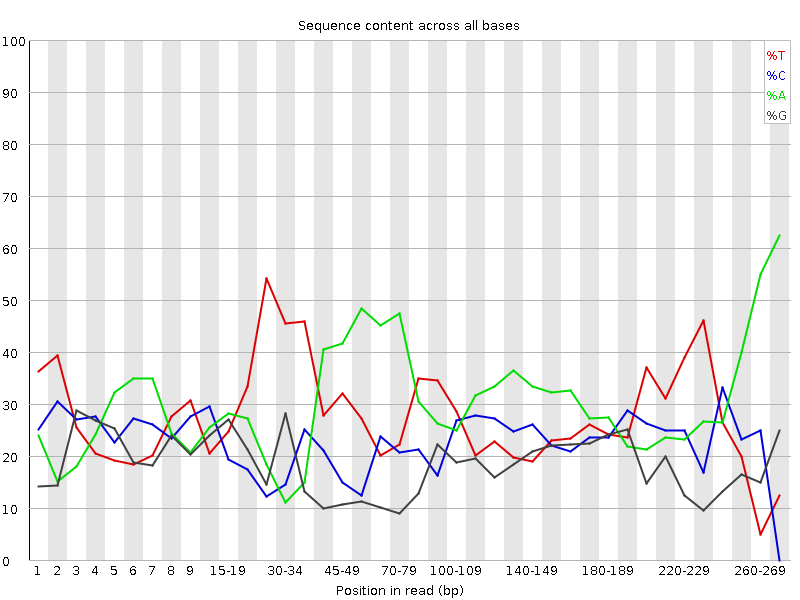 Sequence content across all bases
100
90
80
70
60
50
40
30
20
10
0
%T
%C
%A
%G
1 2 3 4 5 6 7 8 9 15-19 30-34 45-49 70-79 100-109 140-149 180-189 220-229 260-269
Position in read (bp)